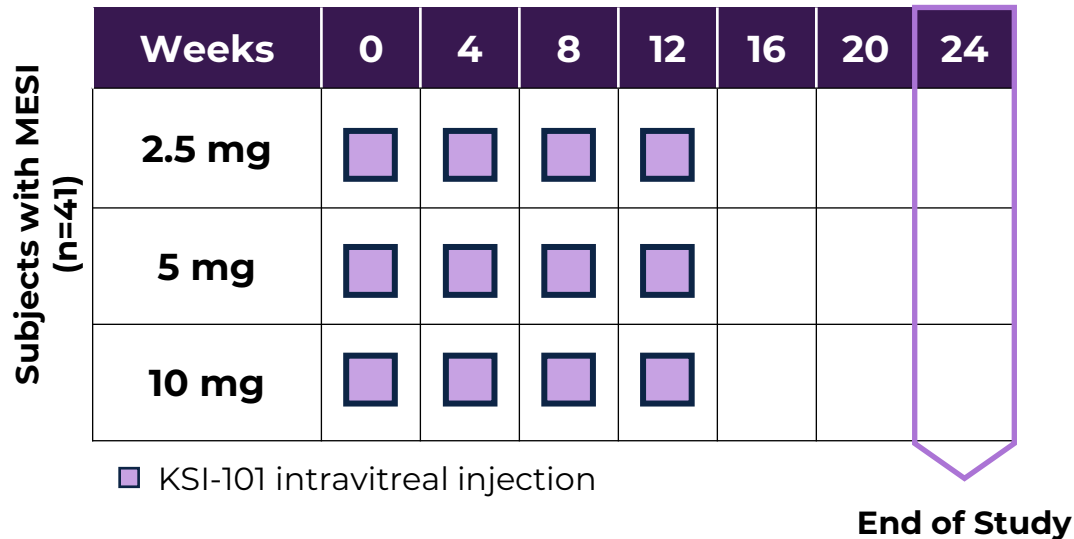 Subjects with MESI
(n=41)
Weeks 0 4 8 12 16 20 24
2.5 mg
5 mg
10 mg
KSI-101 intravitreal injection
End of Study